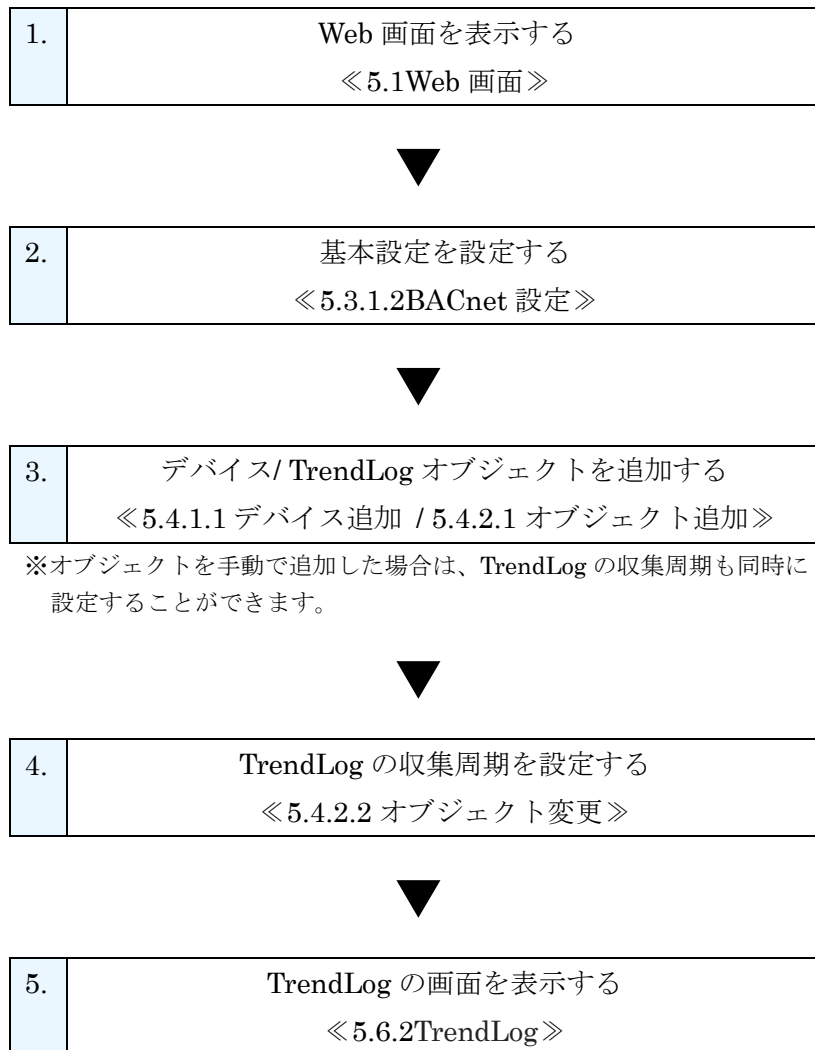 1. Web 画面を表示する
≪5.1Web 画面≫
▼
2. 基本設定を設定する
≪5.3.1.2BACnet 設定≫
▼
3. デバイス/ TrendLog オブジェクトを追加する
≪5.4.1.1 デバイス追加 / 5.4.2.1 オブジェクト追加≫
※オブジェクトを手動で追加した場合は、TrendLog の収集周期も同時に
設定することができます。
▼
4. TrendLog の収集周期を設定する
≪5.4.2.2 オブジェクト変更≫
▼
5. TrendLog の画面を表示する
≪5.6.2TrendLog≫